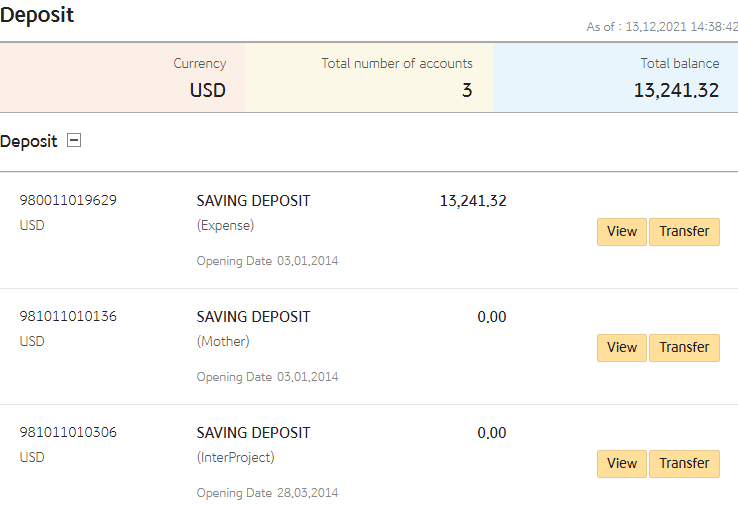 Deposit
As of : 13.12.2021 14:38:42
Currency Total number of accounts Total balance
USD 3 13,241.32
Deposit
980011019629 SAVING DEPOSIT 13,241.32
USD (Expense) View Transfer
Opening Date 03.01.2014
981011010136 SAVING DEPOSIT 0.00
USD (Mother) View Transfer
Opening Date 03.01.2014
981011010306 SAVING DEPOSIT 0.00
USD (InterProject) View Transfer
Opening Date 28.03.2014